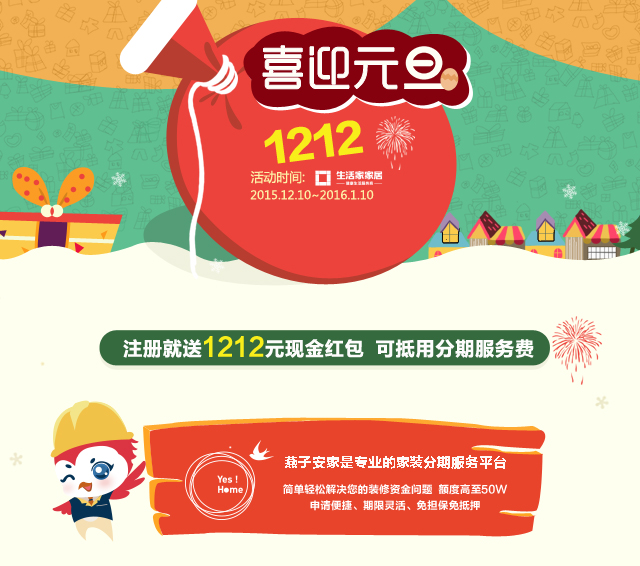 喜迎元旦
1212
活动时间:
生活家家居
2015.12.10~2016.1.10
注册就送1212元现金红包 可抵用分期服务费
燕子安家是专业的家装分期服务平台
Yes!
Home
简单轻松解决您的装修资金问题 额度高至50W
申请便捷、期限灵活、免担保免抵押